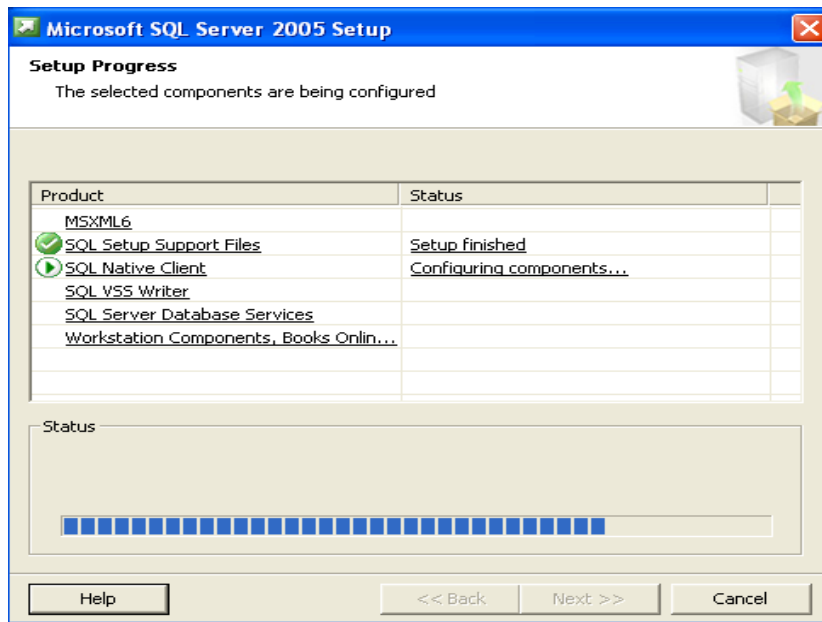 Microsoft SQL Server 2005 Setup
Setup Progress
The selected components are being configured
Product Status
MSXML6
SQL Setup Support Files Setup finished
SQL Native Client Configuring components...
SQL VSS Writer
SQL Server Database Services
Workstation Components, Books Onlin...
Status
Help << Back Next >> Cancel